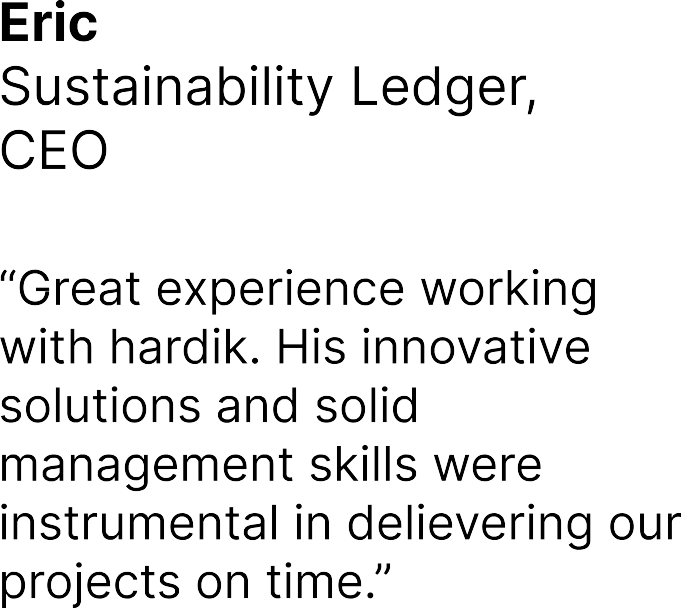 Eric
Sustainability Ledger,
CEO
“Great experience working
with hardik. His innovative
solutions and solid
management skills were
instrumental in delievering our
projects on time.”